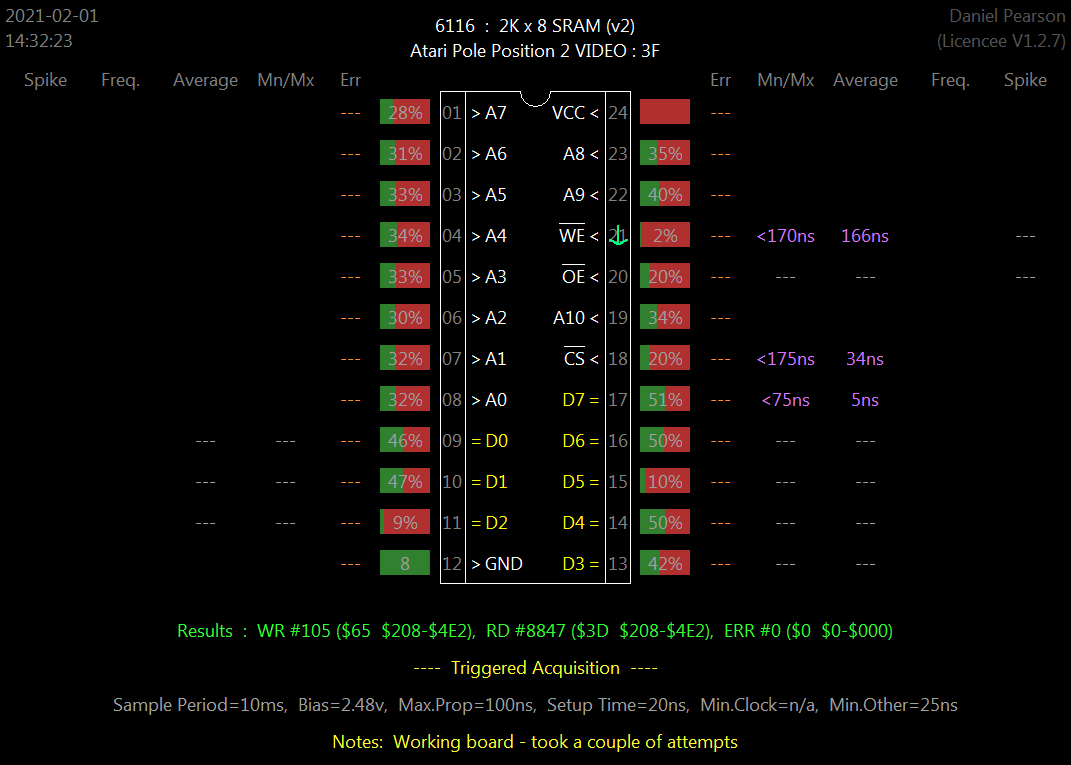 2021-02-01 6116 : 2K x 8 SRAM (v2) Daniel Pearson
14:32:23 Atari Pole Position 2 VIDEO : 3F (Licencee V1.2.7)
Spike Freq. Average Mn/Mx Err Err Mn/Mx Average Freq. Spike
--- 28% 01 > A7 VCC < 24 ---
--- 31% 02 > A6 A8 < 23 35% ---
--- 33% 03 > A5 A9 < 22 40% ---
--- 34% 04 > A4 WE < 21 2% --- <170ns 166ns ---
--- 33% 05 > A3 OE < 20 20% --- --- --- ---
--- 30% 06 > A2 A10 < 19 34% ---
--- 32% 07 > A1 CS < 18 20% --- <175ns 34ns
--- 32% 08 > A0 D7 = 17 51% --- <75ns 5ns
--- --- --- 46% 09 = D0 D6 = 16 50% --- --- ---
--- --- --- 47% 10 = D1 D5 = 15 10% --- --- ---
--- --- --- 9% 11 = D2 D4 = 14 50% --- --- ---
--- 8 12 > GND D3 = 13 42% --- --- ---
Results : WR #105 ($65 $208-$4E2), RD #8847 ($3D $208-$4E2), ERR #0 ($0 $0-$000)
---- Triggered Acquisition ----
Sample Period=10ms, Bias=2.48v, Max.Prop=100ns, Setup Time=20ns, Min.Clock=n/a, Min.Other=25ns
Notes: Working board - took a couple of attempts